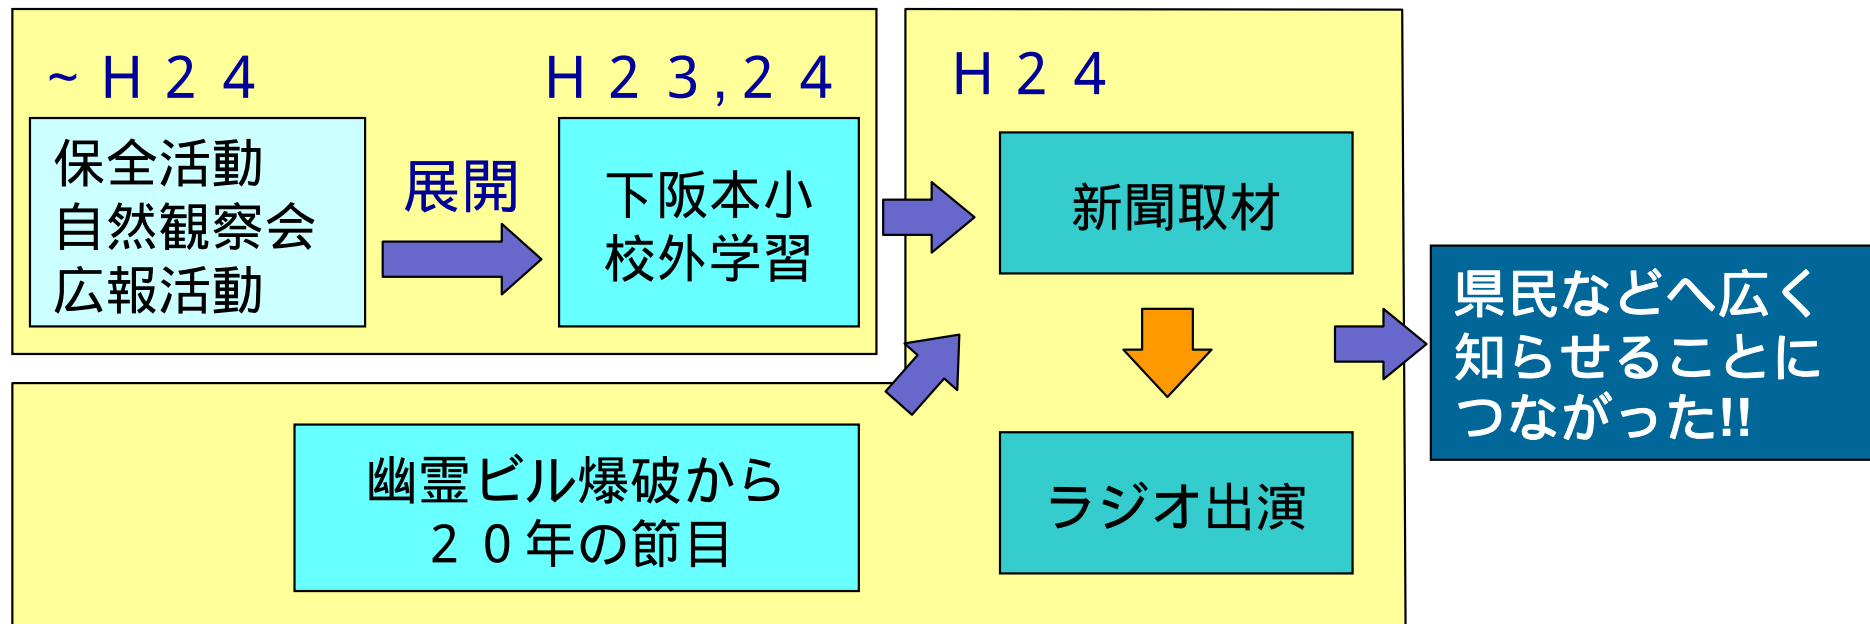 ~Ｈ２４
保全活動
自然観察会
広報活動
展開
Ｈ２３,２４
下阪本小
校外学習
幽霊ビル爆破から
２０年の節目
Ｈ２４
新聞取材
ラジオ出演
県民などへ広く
知らせることに
つながった!!